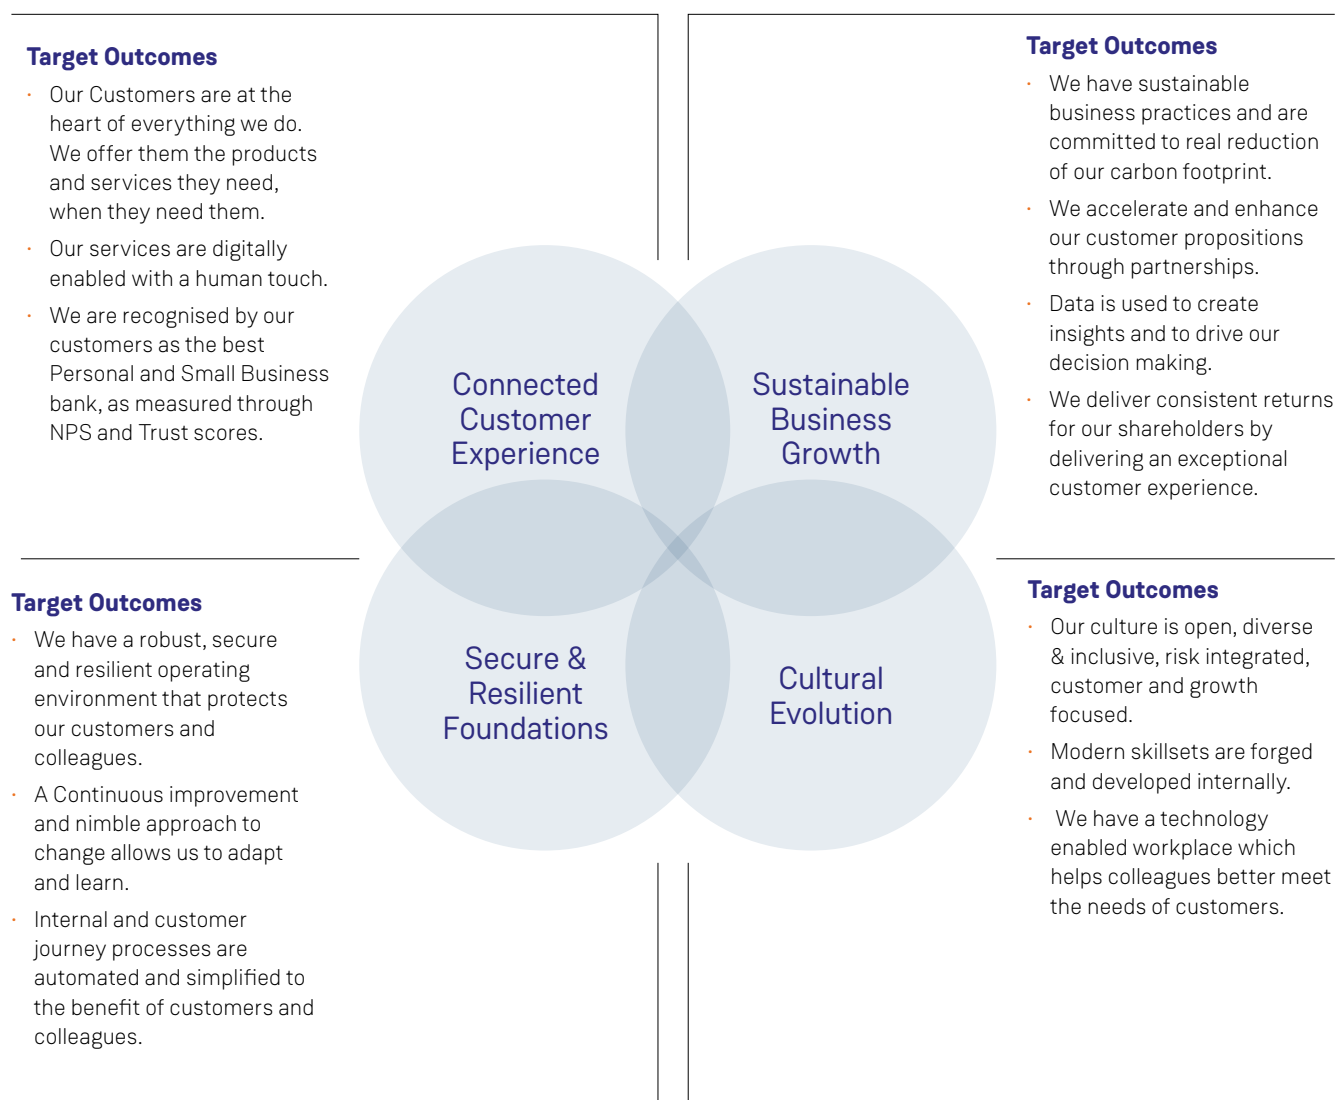 Target Outcomes
· Our Customers are at the
heart of everything we do.
We offer them the products
and services they need,
when they need them.
· Our services are digitally
enabled with a human touch.
· We are recognised by our
customers as the best
Personal and Small Business
bank, as measured through
NPS and Trust scores.
Target Outcomes
· We have sustainable
business practices and are
committed to real reduction
of our carbon footprint.
· We accelerate and enhance
our customer propositions
through partnerships.
· Data is used to create
insights and to drive our
decision making.
· We deliver consistent returns
for our shareholders by
delivering an exceptional
customer experience.
Connected
Customer
Experience
Sustainable
Business
Growth
Secure &
Resilient
Foundations
Cultural
Evolution
Target Outcomes
· We have a robust, secure
and resilient operating
environment that protects
our customers and
colleagues.
· A Continuous improvement
and nimble approach to
change allows us to adapt
and learn.
· Internal and customer
journey processes are
automated and simplified to
the benefit of customers and
colleagues.
Target Outcomes
· Our culture is open, diverse
& inclusive, risk integrated,
customer and growth
focused.
· Modern skillsets are forged
and developed internally.
· We have a technology
enabled workplace which
helps colleagues better meet
the needs of customers.